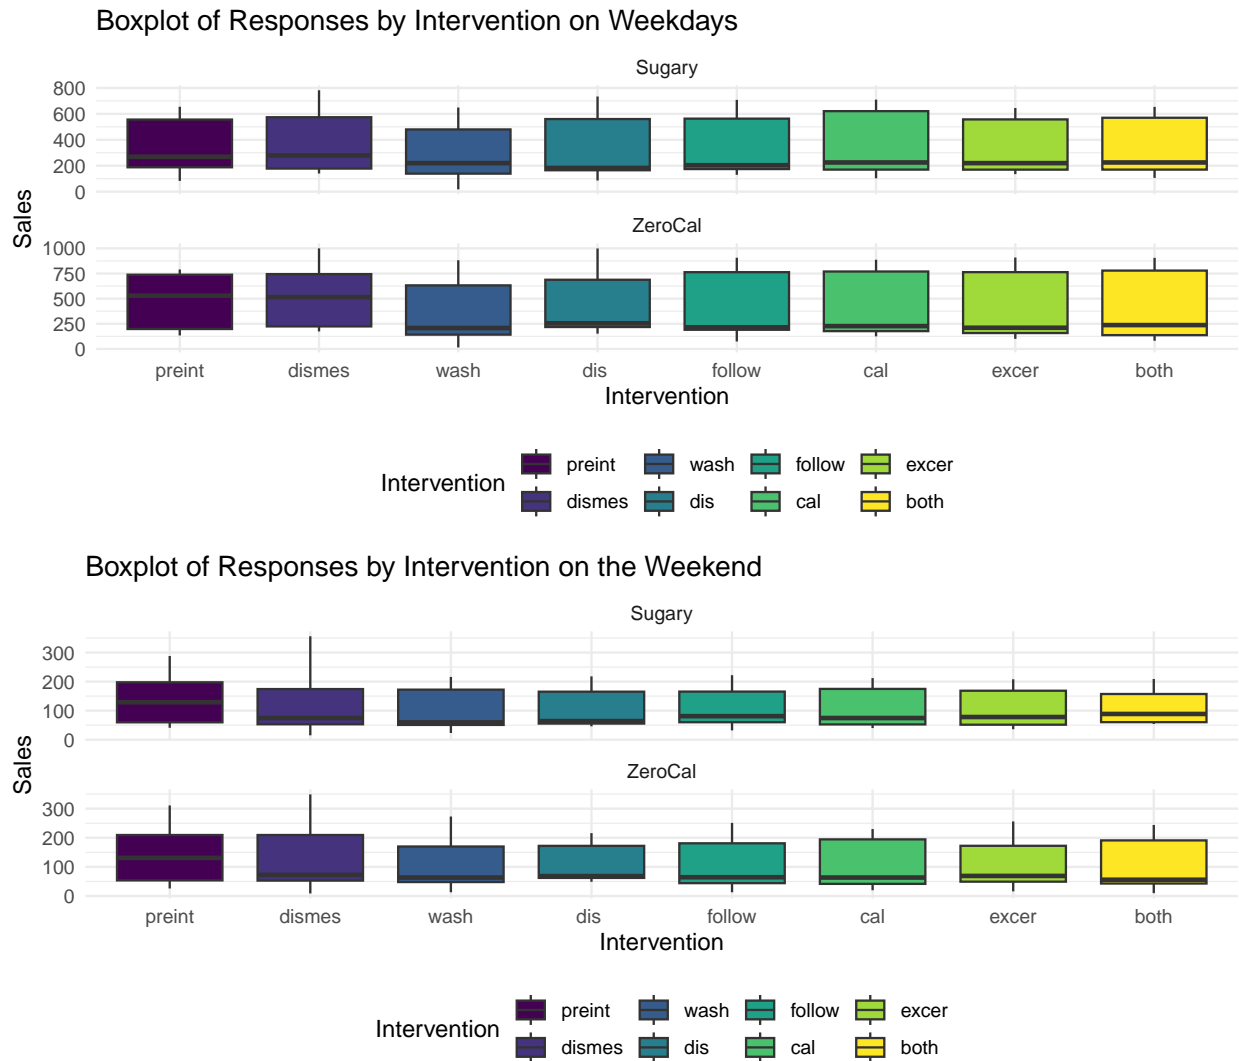 Boxplot of Responses by Intervention on Weekdays
Sugary
800
600
400
200
0
ZeroCal
1000
750
500
250
0
Sales
preint dismes wash dis follow cal excer both
Intervention
Intervention preint wash follow excer
dismes dis cal both
Boxplot of Responses by Intervention on the Weekend
Sugary
300
200
100
0
ZeroCal
300
200
100
0
Sales
preint dismes wash dis follow cal excer both
Intervention
Intervention preint wash follow excer
dismes dis cal both